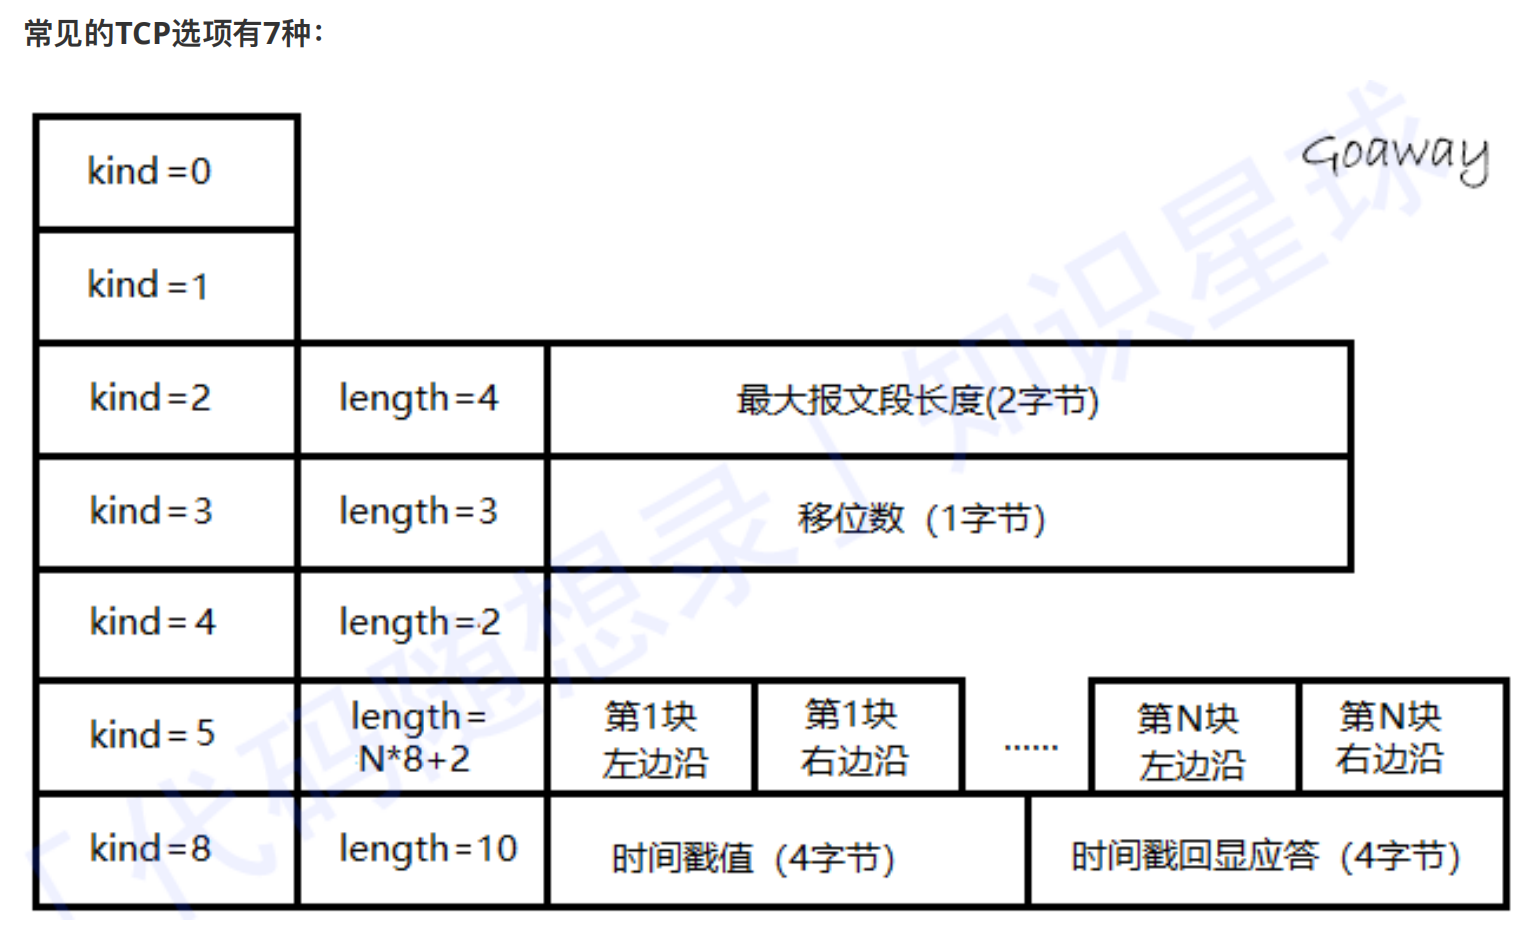 常见的TCP选项有7种：
Goaway
kind=0
kind=1
kind=2 length=4 最大报文段长度(2字节)
kind=3 length=3 移位数（1字节)
kind=4 length=2
kind=5 length=N*8+2 第1块左边沿 第1块右边沿 ...... 第N块左边沿 第N块右边沿
kind=8 length=10 时间戳值（4字节） 时间戳回显应答（4字节）
「代码随想录」知识星球